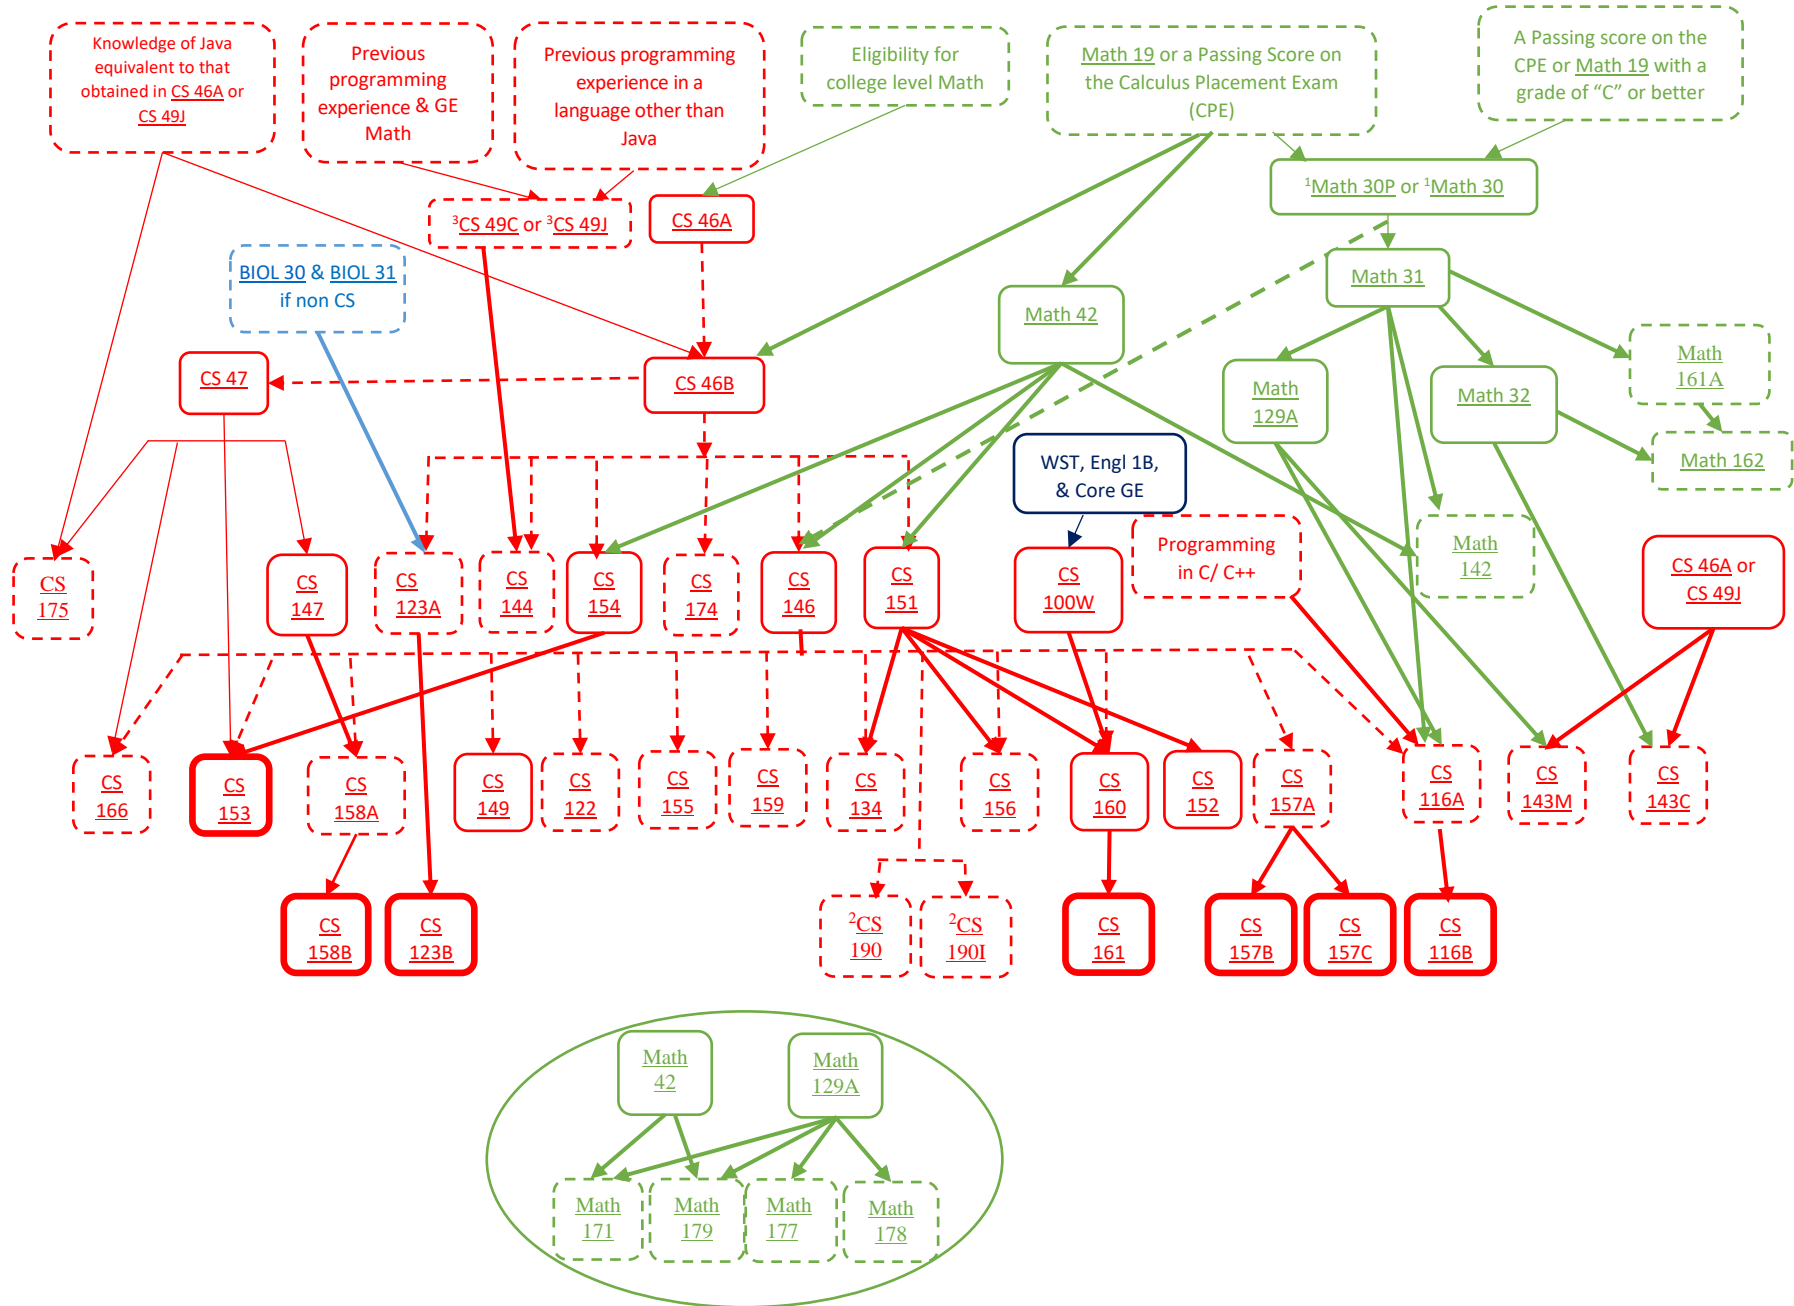 Knowledge of Java
equivalent to that
obtained in CS 46A or
CS 49J
Previous
programming
experience & GE
Math
Previous programming
experience in a
language other than
Java
Eligibility for
college level Math
Math 19 or a Passing Score on
the Calculus Placement Exam
(CPE)
A Passing score on the
CPE or Math 19 with a
grade of “C” or better
³CS 49C or ³CS 49J
CS 46A
¹Math 30P or ¹Math 30
BIOL 30 & BIOL 31
if non CS
Math 42
Math 31
CS 47
CS 46B
Math
129A
Math 32
Math
161A
Math 162
WST, Engl 1B,
& Core GE
Programming
in C/ C++
Math
142
CS 46A or
CS 49J
CS
175
CS
147
CS
123A
CS
144
CS
154
CS
174
CS
146
CS
151
CS
100W
CS
166
CS
153
CS
158A
CS
149
CS
122
CS
155
CS
159
CS
134
CS
156
CS
160
CS
152
CS
157A
CS
116A
CS
143M
CS
143C
CS
158B
CS
123B
²CS
190
²CS
190I
CS
161
CS
157B
CS
157C
CS
116B
Math
42
Math
129A
Math
171
Math
179
Math
177
Math
178